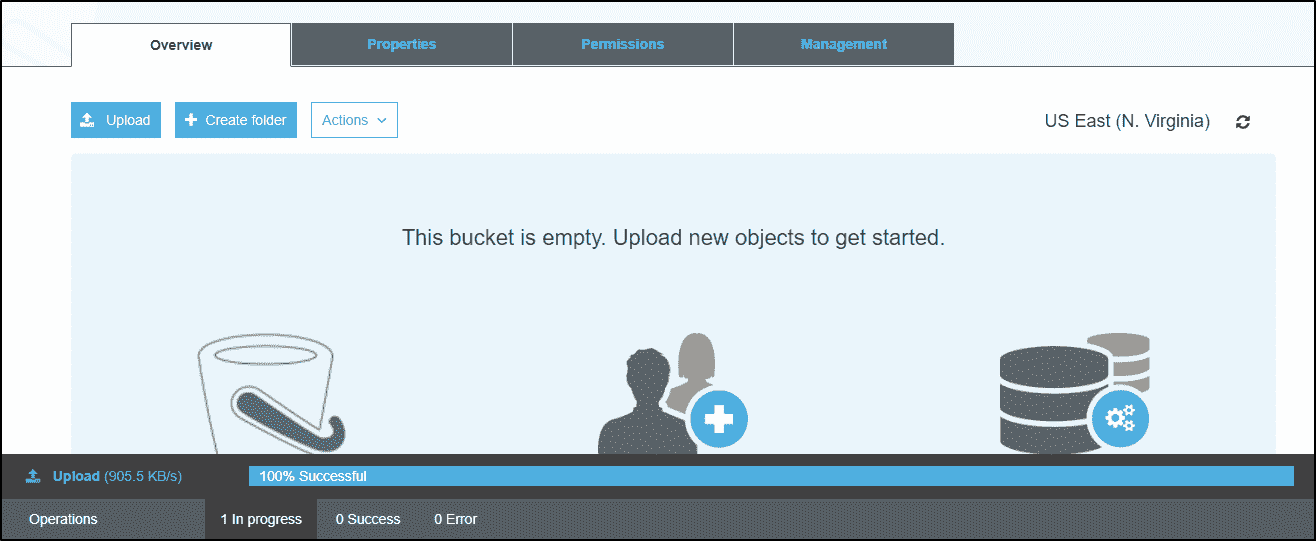 Overview Properties Permissions Management
Upload Create folder Actions US East (N. Virginia)
This bucket is empty. Upload new objects to get started.
Upload (905.5 KB/s) 100% Successful
Operations 1 In progress 0 Success 0 Error